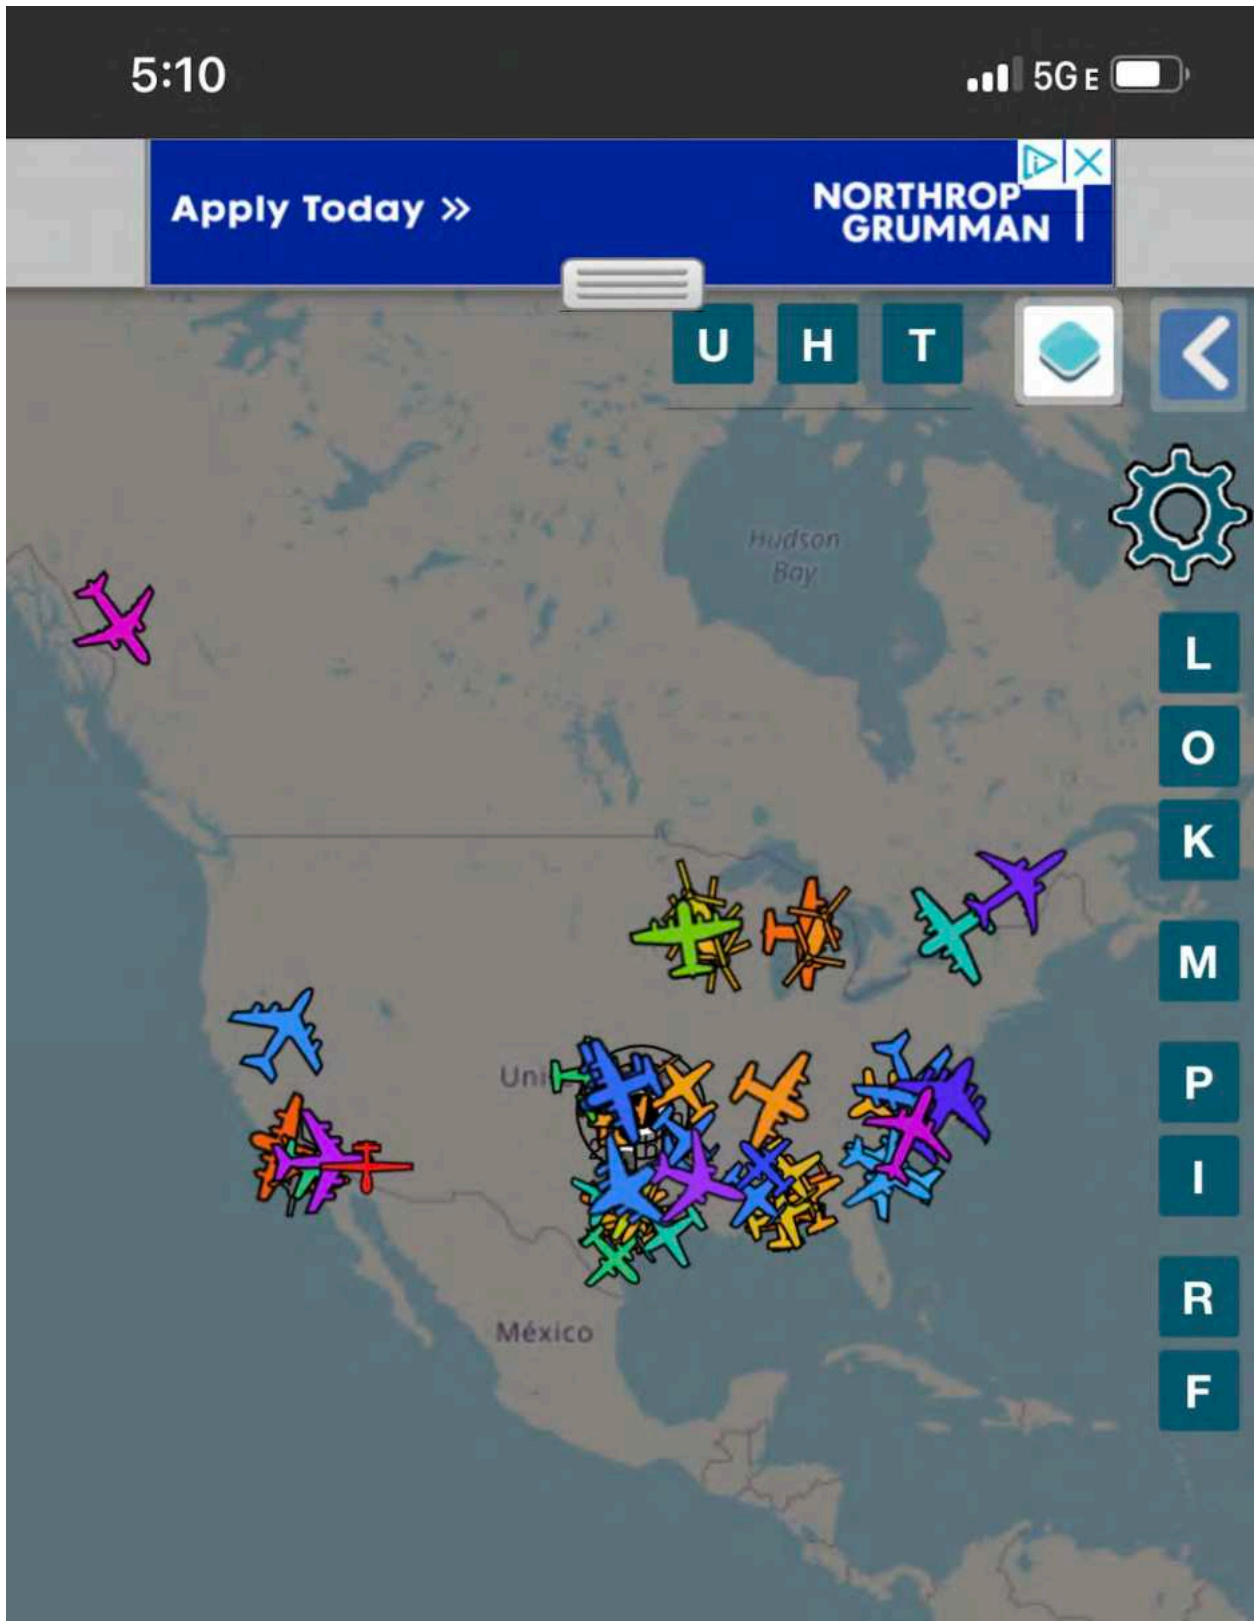 5:10
5G E
Apply Today »
NORTHROP
GRUMMAN
U H T
Hudson
Bay
L
O
K
M
P
Uni
I
R
México
F